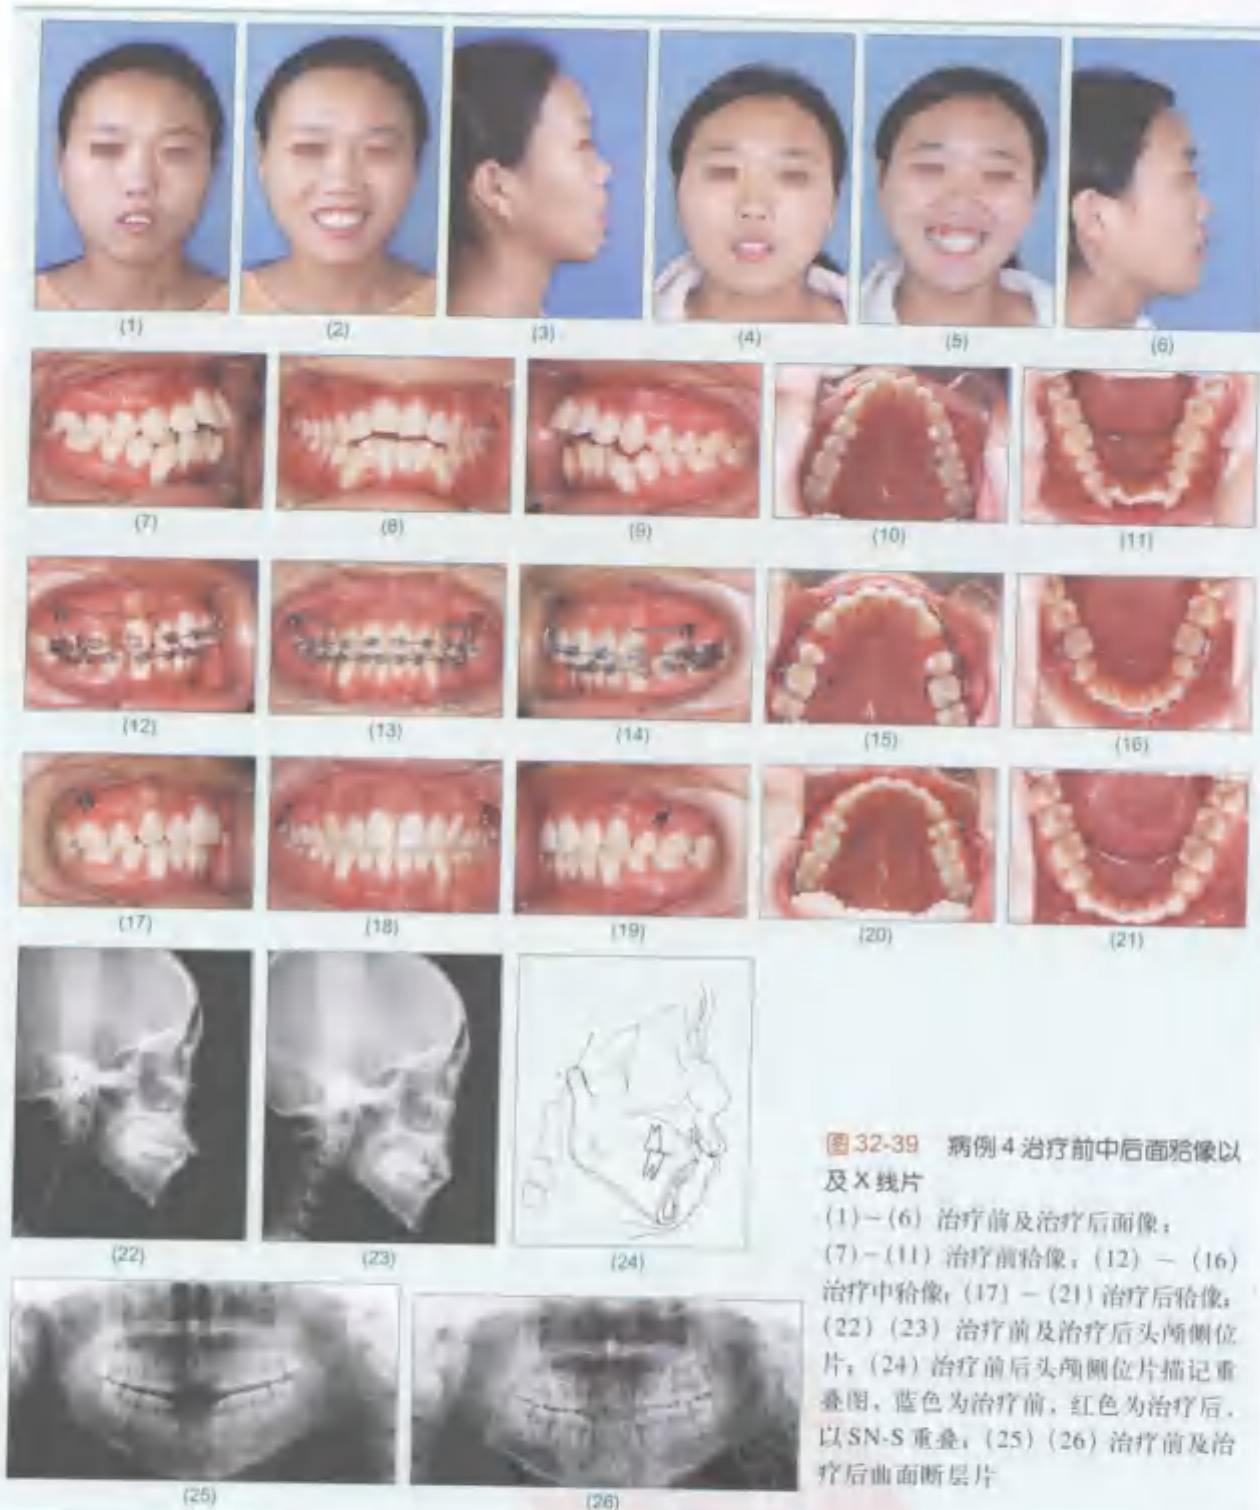 (1)
(2)
(3)
(4)
(5)
(6)
(7)
(8)
(9)
(10)
(11)
(12)
(13)
(14)
(15)
(16)
(17)
(18)
(19)
(20)
(21)
(22)
(23)
(24)
(25)
(26)
图 32-39 病例 4 治疗前中后面𬌗像以
及 X 线片
(1)-(6) 治疗前及治疗后面像；
(7)-(11) 治疗前𬌗像；(12) - (16)
治疗中𬌗像；(17) - (21) 治疗后𬌗像；
(22) (23) 治疗前及治疗后头颅侧位
片；(24) 治疗前后头颅侧位片描记重
叠图，蓝色为治疗前，红色为治疗后，
以 SN-S 重叠；(25) (26) 治疗前及治
疗后曲面断层片